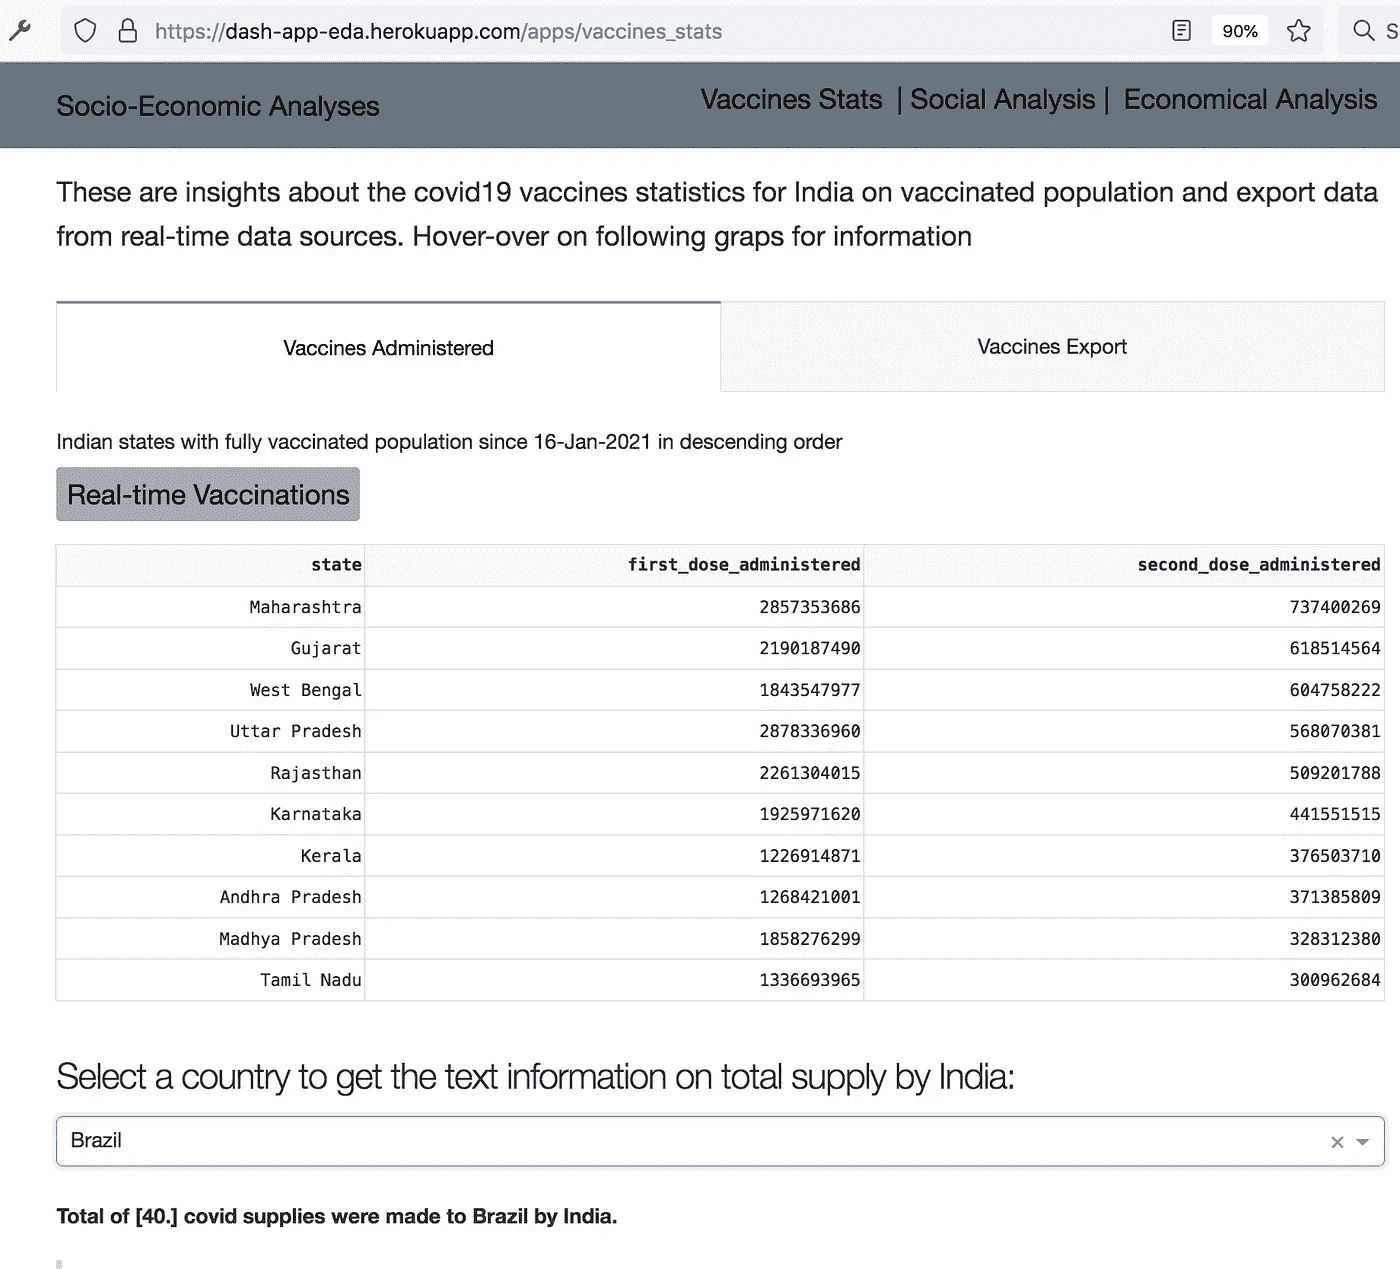 https://dash-app-eda.herokuapp.com/apps/vaccines_stats 90% S
Socio-Economic Analyses Vaccines Stats | Social Analysis | Economical Analysis
These are insights about the covid19 vaccines statistics for India on vaccinated population and export data
from real-time data sources. Hover-over on following graps for information
Vaccines Administered Vaccines Export
Indian states with fully vaccinated population since 16-Jan-2021 in descending order
Real-time Vaccinations
state first_dose_administered second_dose_administered
Maharashtra 2857353686 737400269
Gujarat 2190187490 618514564
West Bengal 1843547977 604758222
Uttar Pradesh 2878336960 568070381
Rajasthan 2261304015 509201788
Karnataka 1925971620 441551515
Kerala 1226914871 376503710
Andhra Pradesh 1268421001 371385809
Madhya Pradesh 1858276299 328312380
Tamil Nadu 1336693965 300962684
Select a country to get the text information on total supply by India:
Brazil
Total of [40.] covid supplies were made to Brazil by India.